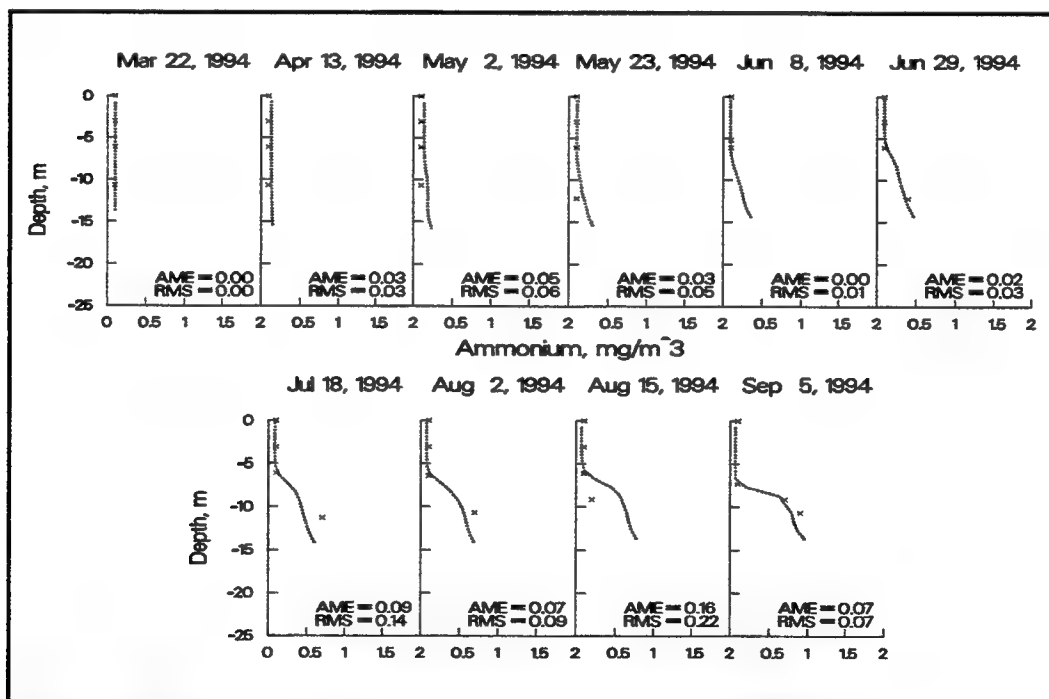 Mar 22, 1994 Apr 13, 1994 May 2, 1994 May 23, 1994 Jun 8, 1994 Jun 29, 1994
0
-5
-10
-15
-20
-25
Depth, m
AME = 0.00 AME = 0.03 AME = 0.05 AME = 0.03 AME = 0.00 AME = 0.02
RMS = 0.00 RMS = 0.03 RMS = 0.06 RMS = 0.05 RMS = 0.01 RMS = 0.03
0 0.5 1 1.5 2 0.5 1 1.5 2 0.5 1 1.5 2 0.5 1 1.5 2 0.5 1 1.5 2 0.5 1 1.5 2
Ammonium, mg/m^3
Jul 18, 1994 Aug 2, 1994 Aug 15, 1994 Sep 5, 1994
0
-5
-10
-15
-20
-25
Depth, m
AME = 0.09 AME = 0.07 AME = 0.16 AME = 0.07
RMS = 0.14 RMS = 0.09 RMS = 0.22 RMS = 0.07
0 0.5 1 1.5 2 0.5 1 1.5 2 0.5 1 1.5 2 0.5 1 1.5 2